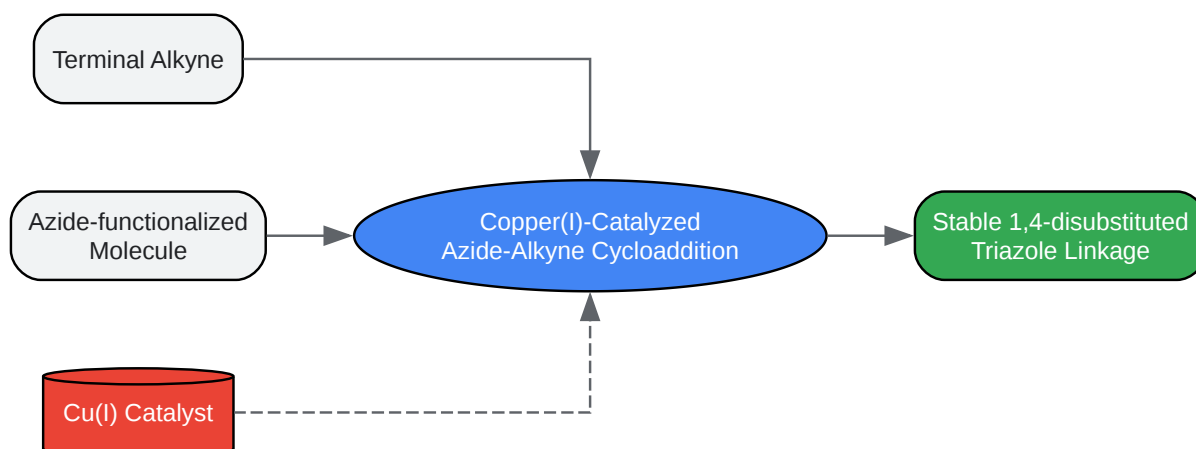 Terminal Alkyne
Azide-functionalized
Molecule
Copper(I)-Catalyzed
Azide-Alkyne Cycloaddition
Stable 1,4-disubstituted
Triazole Linkage
Cu(I) Catalyst